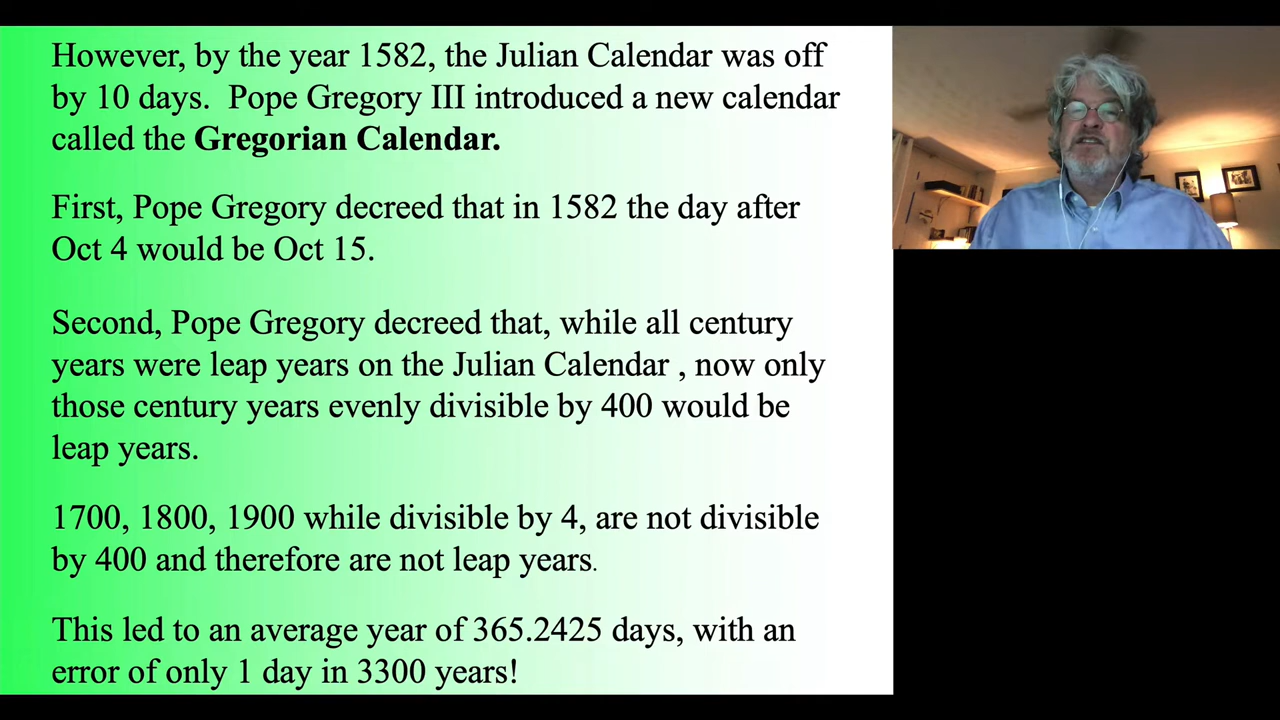 However, by the year 1582, the Julian Calendar was off
by 10 days. Pope Gregory III introduced a new calendar
called the Gregorian Calendar.
First, Pope Gregory decreed that in 1582 the day after
Oct 4 would be Oct 15.
Second, Pope Gregory decreed that, while all century
years were leap years on the Julian Calendar , now only
those century years evenly divisible by 400 would be
leap years.
1700, 1800, 1900 while divisible by 4, are not divisible
by 400 and therefore are not leap years.
This led to an average year of 365.2425 days, with an
error of only 1 day in 3300 years!